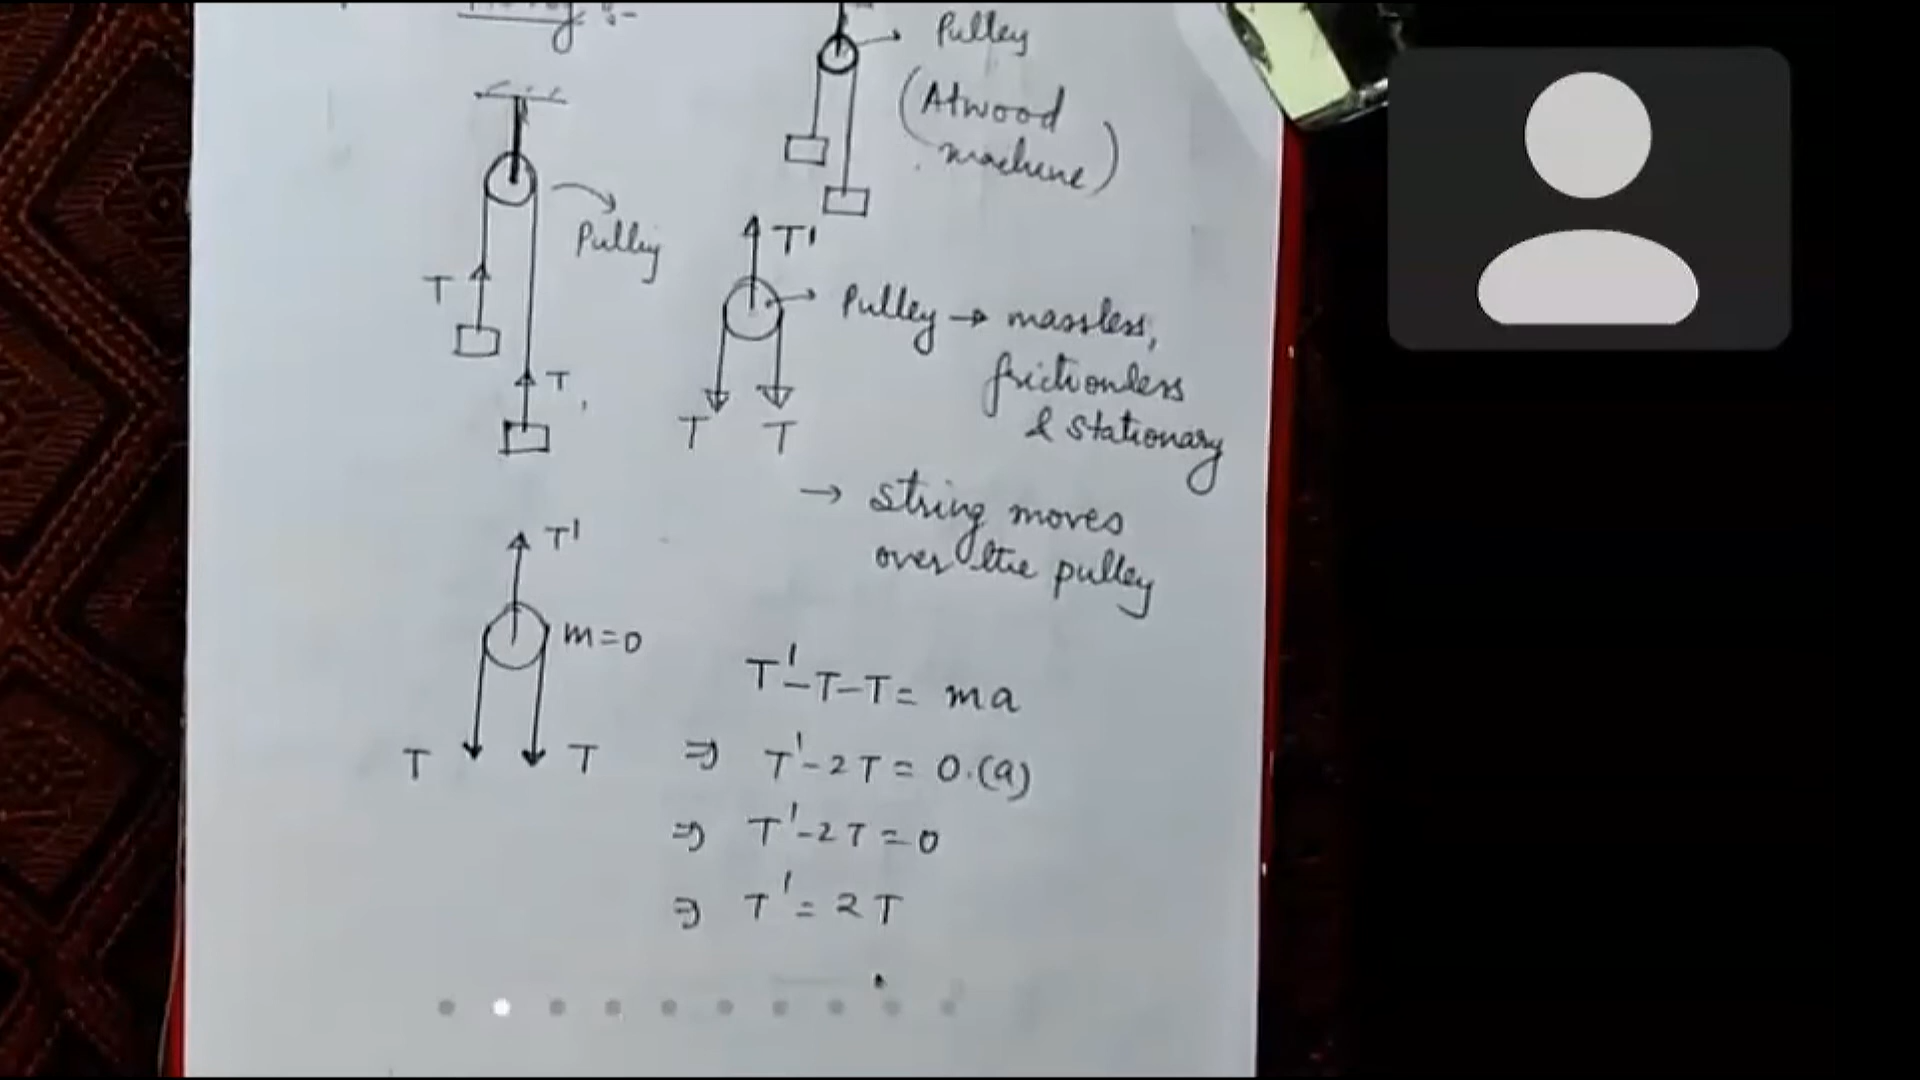 Pulley
(Atwood
machine)
Pulley
T
T
T'
Pulley → massless,
frictionless
& stationary
T T
→ string moves
over the pulley
T'
m=0
T T
T'-T-T= ma
⇒ T'-2T= 0.(a)
⇒ T'-2T=0
⇒ T'=2T